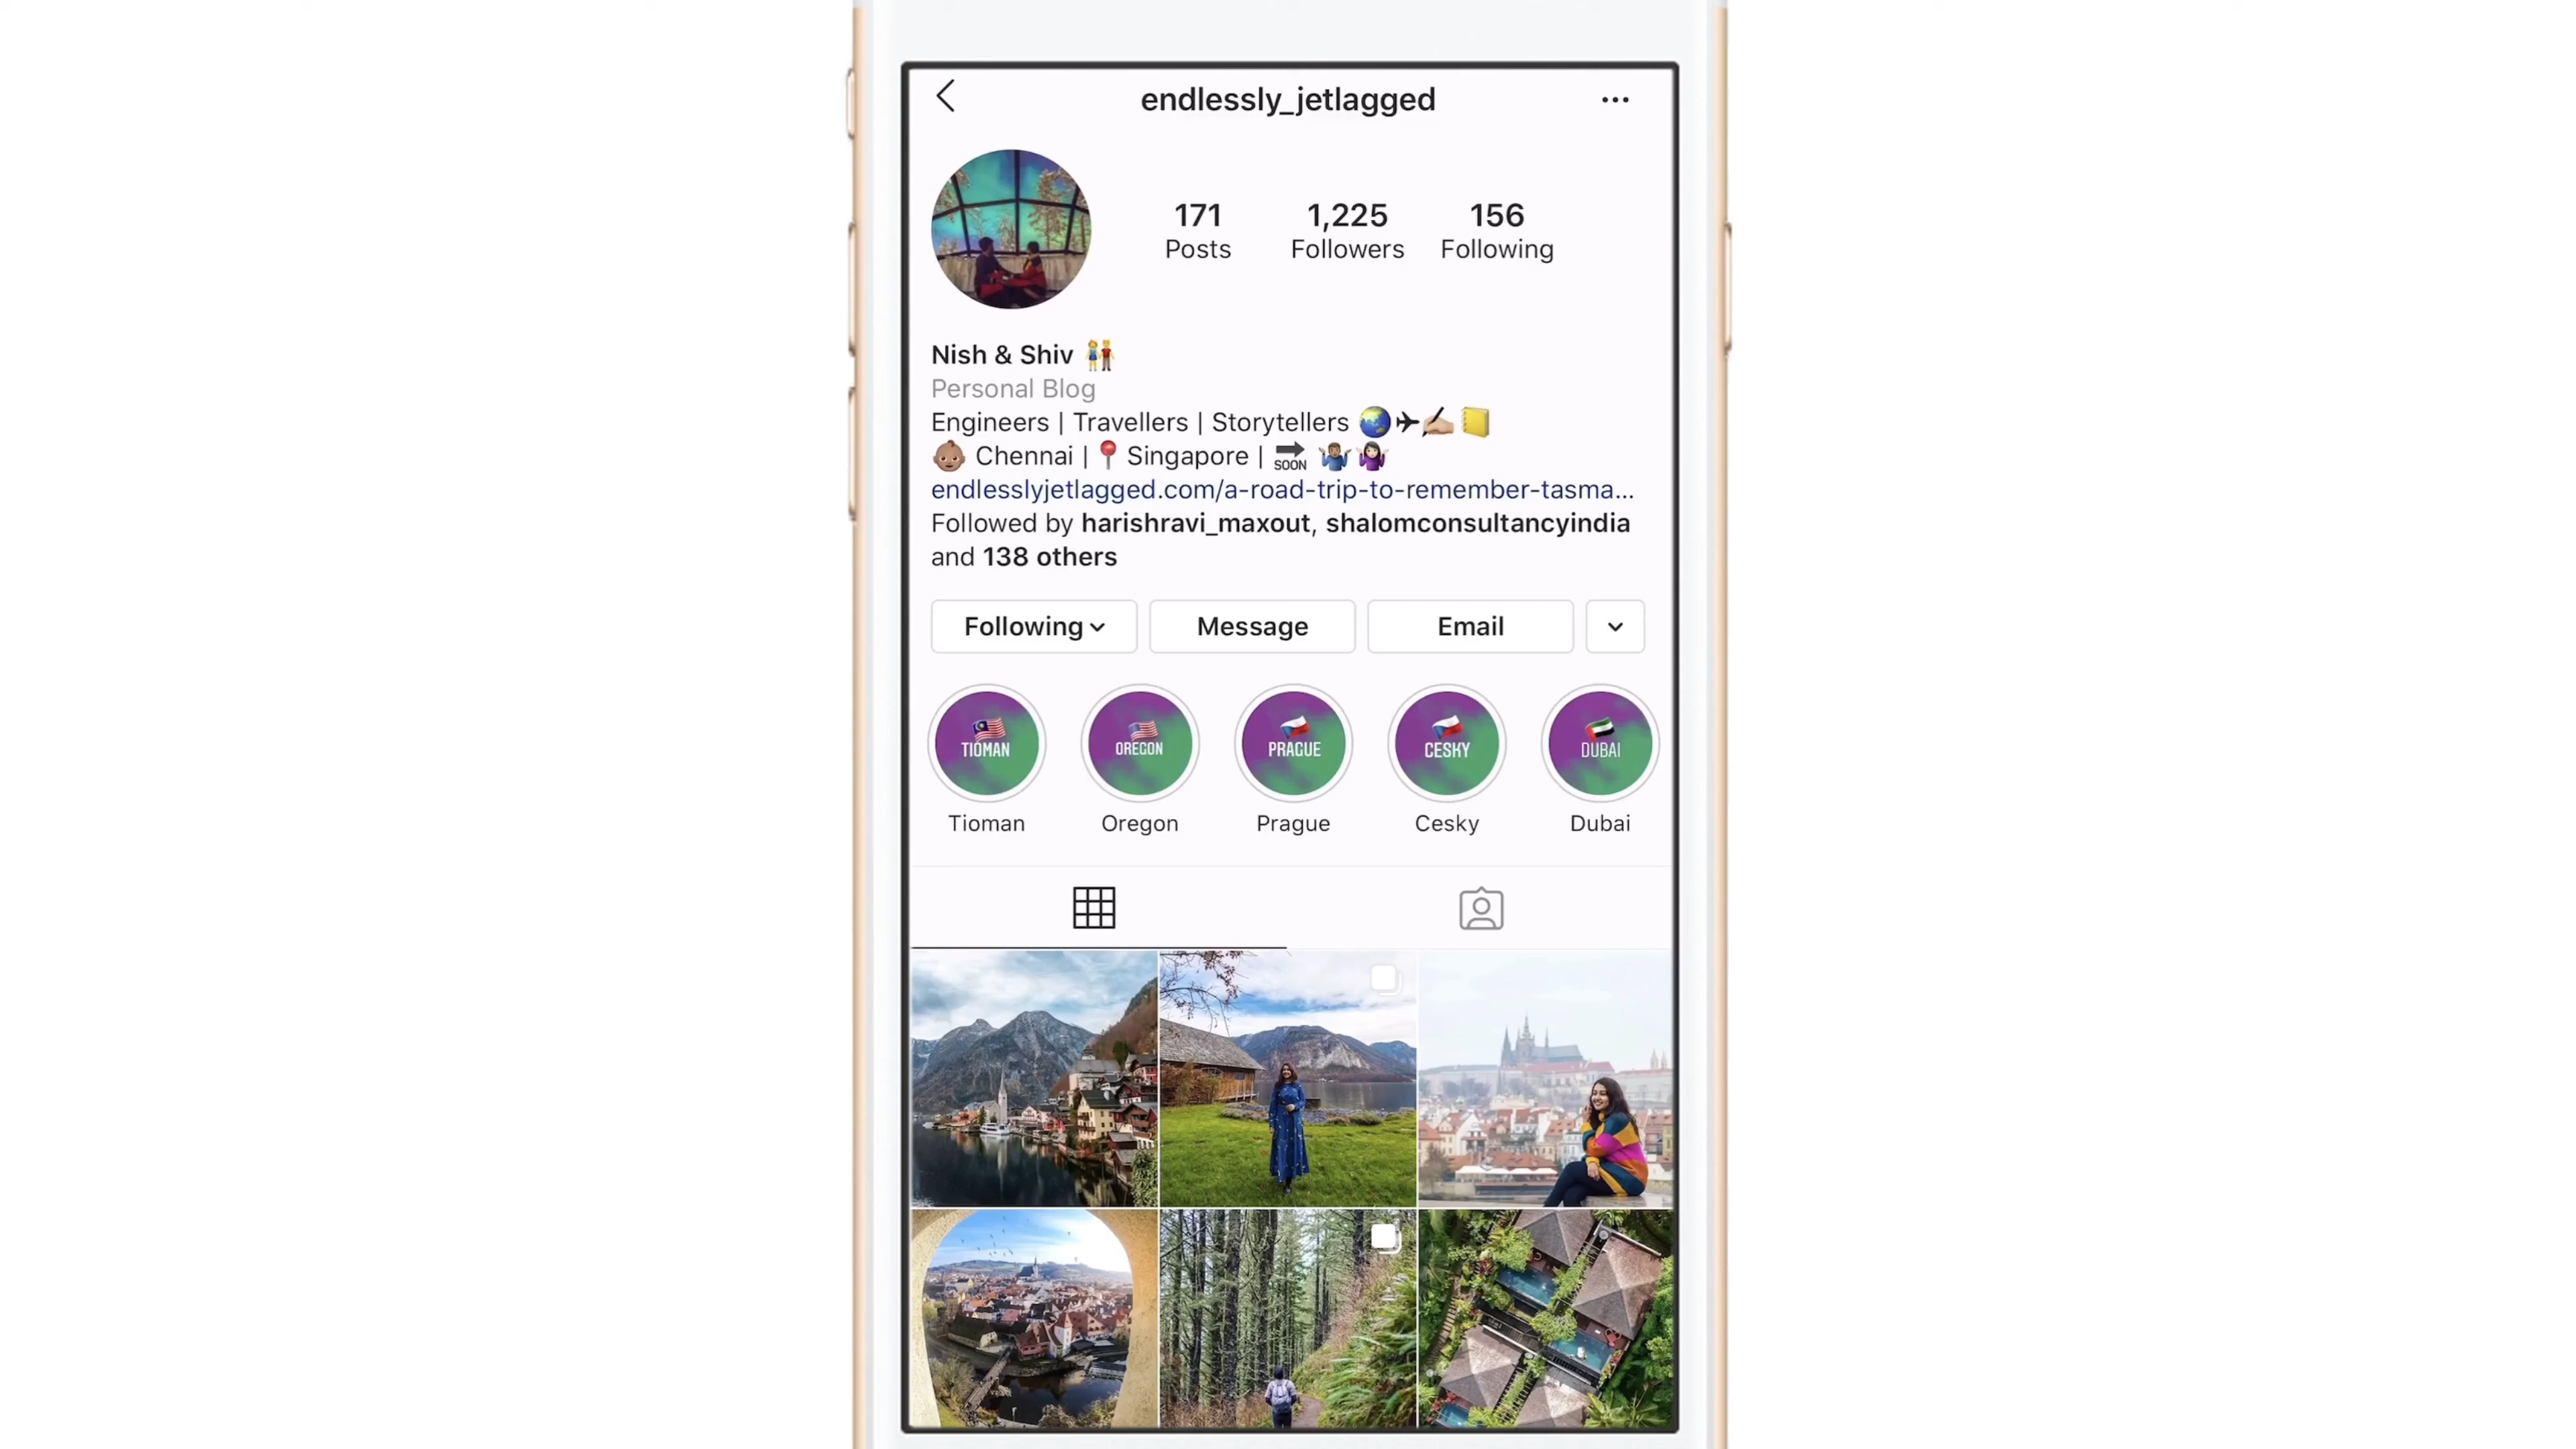 endlessly_jetlagged
171 1,225 156
Posts Followers Following
Nish & Shiv
Personal Blog
Engineers | Travellers | Storytellers
Chennai | Singapore | SOON
endlesslyjetlagged.com/a-road-trip-to-remember-tasma...
Followed by harishravi_maxout, shalomconsultancyindia
and 138 others
Following Message Email
TIOMAN OREGON PRAGUE CESKY DUBAI
Tioman Oregon Prague Cesky Dubai